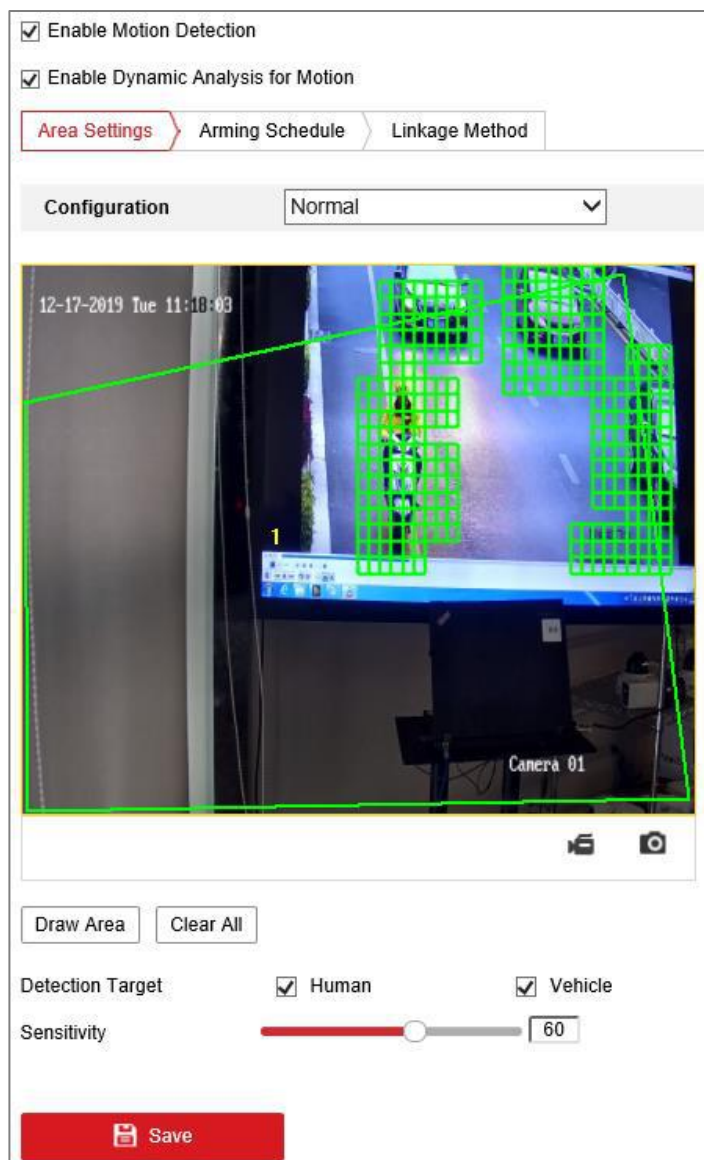 Enable Motion Detection
Enable Dynamic Analysis for Motion
Area Settings Arming Schedule Linkage Method
Configuration Normal
12-17-2019 Tue 11:18:03
1
Camera 01
Draw Area Clear All
Detection Target Human Vehicle
Sensitivity 60
Save